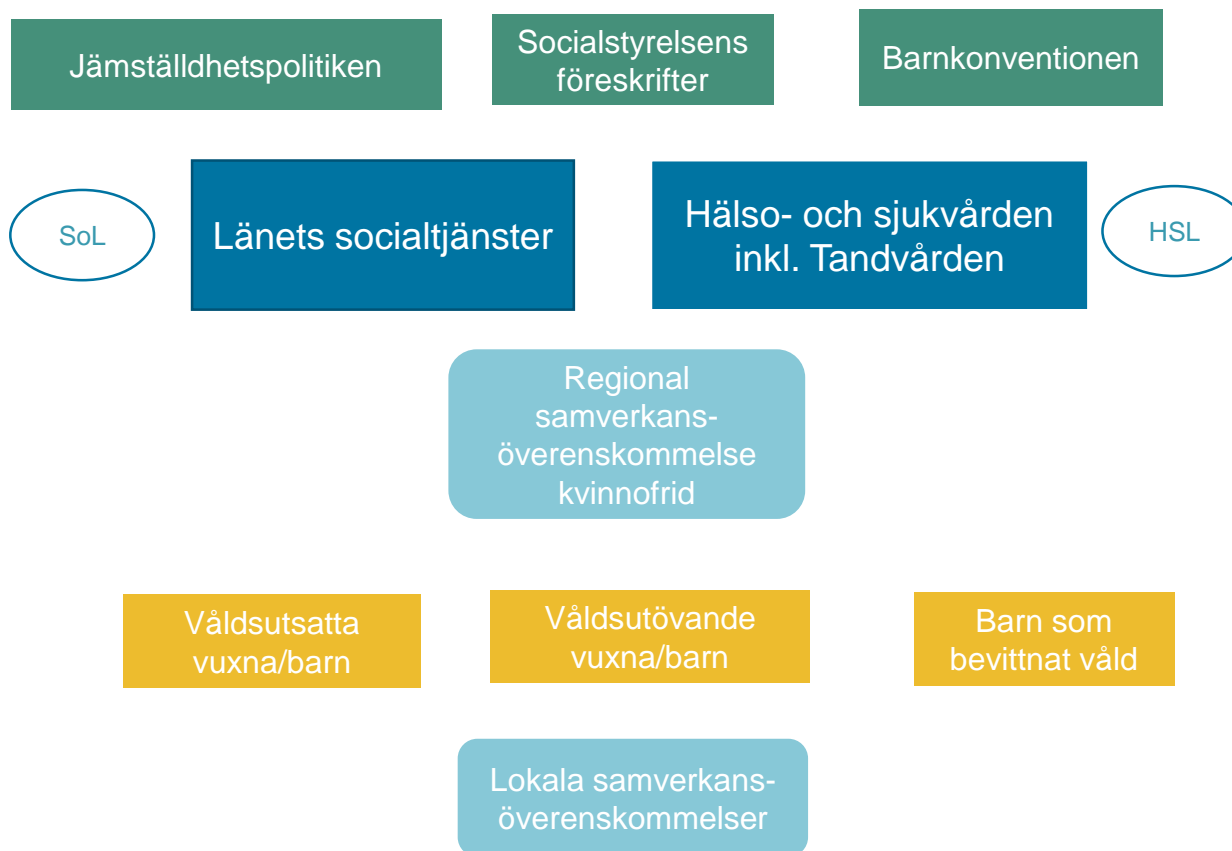 Jämställdhetspolitiken
Socialstyrelsens
föreskrifter
Barnkonventionen
SoL
Länets socialtjänster
Hälso- och sjukvården
inkl. Tandvården
HSL
Regional
samverkans-
överenskommelse
kvinnofrid
Våldsutsatta
vuxna/barn
Våldsutövande
vuxna/barn
Barn som
bevittnat våld
Lokala samverkans-
överenskommelser